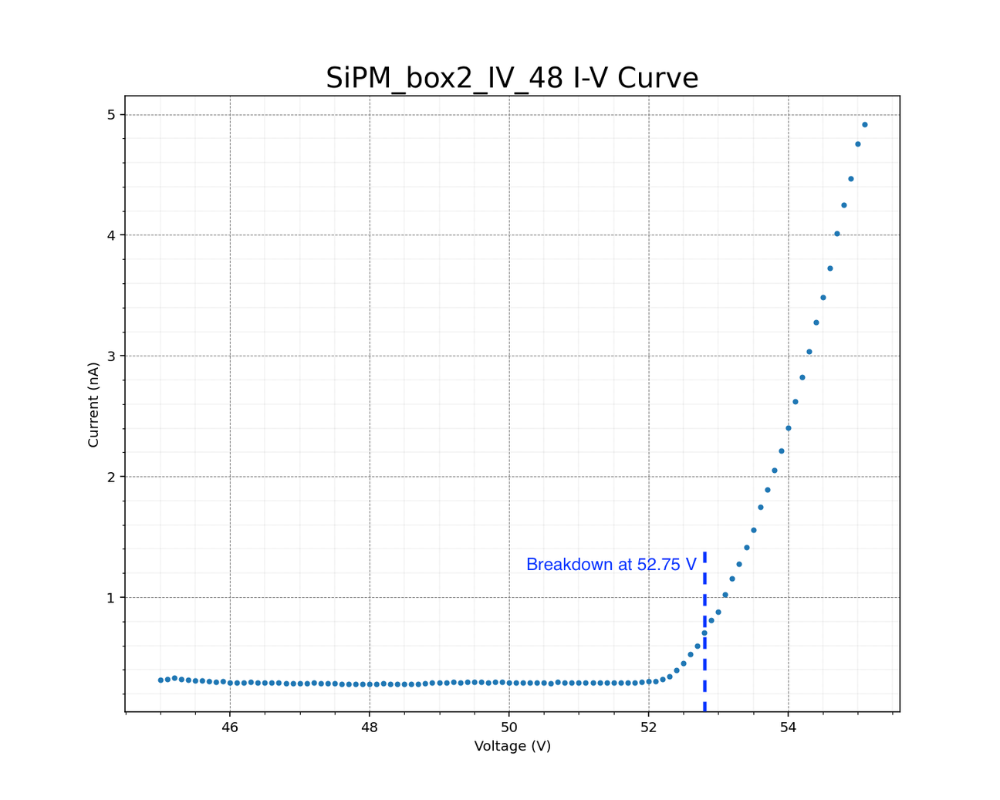 SiPM_box2_IV_48 I-V Curve
5
4
3
2
1
Current (nA)
Breakdown at 52.75 V
46 48 50 52 54
Voltage (V)